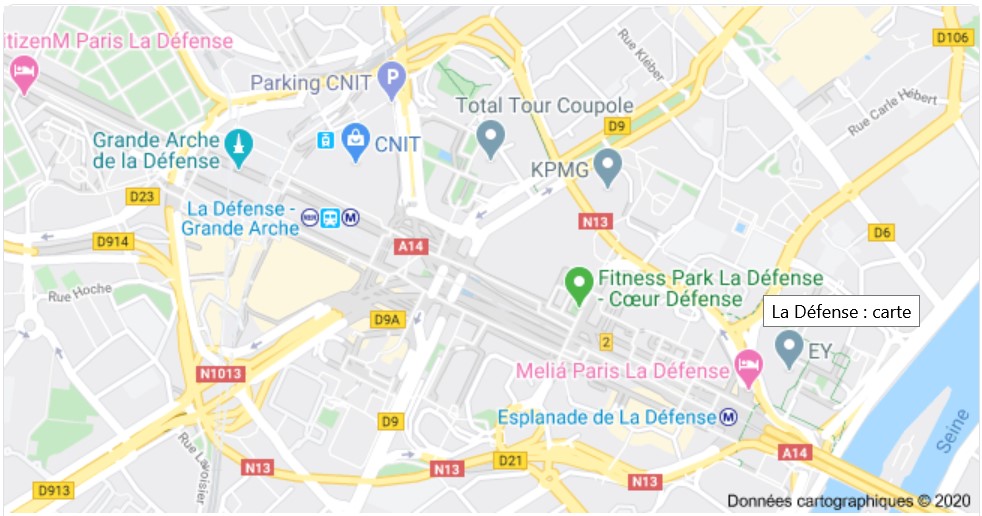 itizenM Paris La Défense
D106
Rue Kléber
Parking CNIT
P
Total Tour Coupole
Rue Carle Hébert
D9
Grande Arche
de la Défense
CNIT
KPMG
D23
La Défense -
Grande Arche
RER
M
N13
D6
D914
A14
Fitness Park La Défense
- Cœur Défense
Rue Hoche
La Défense : carte
D9A
2
EY
N1013
Meliá Paris La Défense
D9
Esplanade de La Défense
M
Seine
Rue Lavoisier
N13
N13
D21
A14
N13
D913
Données cartographiques © 2020